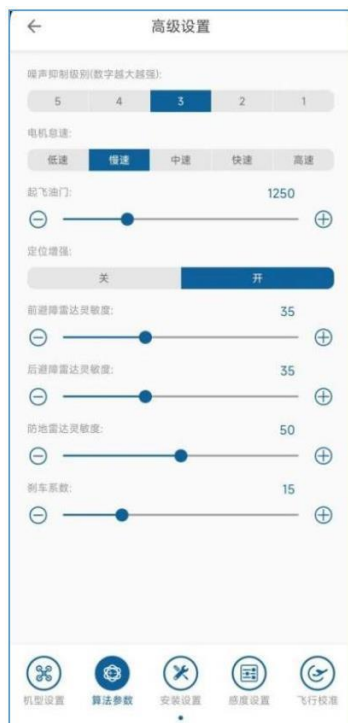 高级设置
噪声抑制级别(数字越大越强):
5 4 3 2 1
电机怠速:
低速 慢速 中速 快速 高速
起飞油门: 1250
定位增强:
关 开
前避障雷达灵敏度: 35
后避障雷达灵敏度: 35
防地雷达灵敏度: 50
刹车系数: 15
机型设置 算法参数 安装设置 感度设置 飞行校准